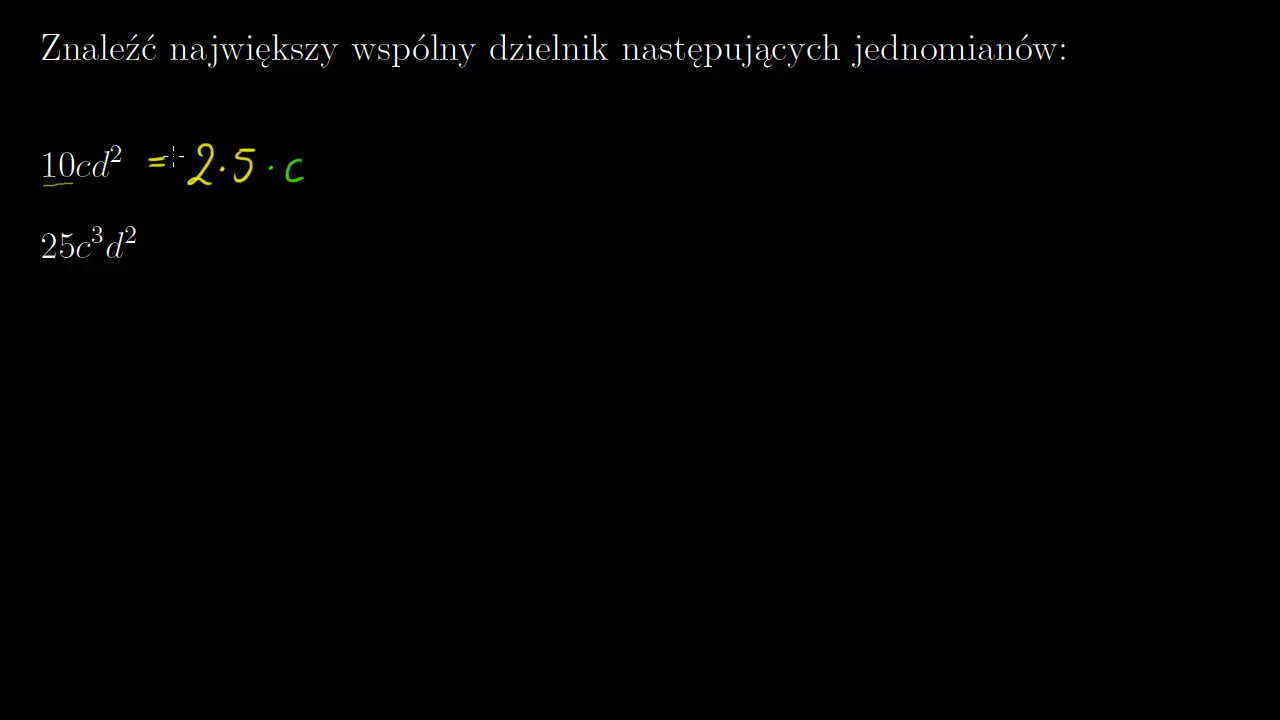 Znaleźć największy wspólny dzielnik następujących jednomianów:
10cd² = 2·5·c
25c³d²